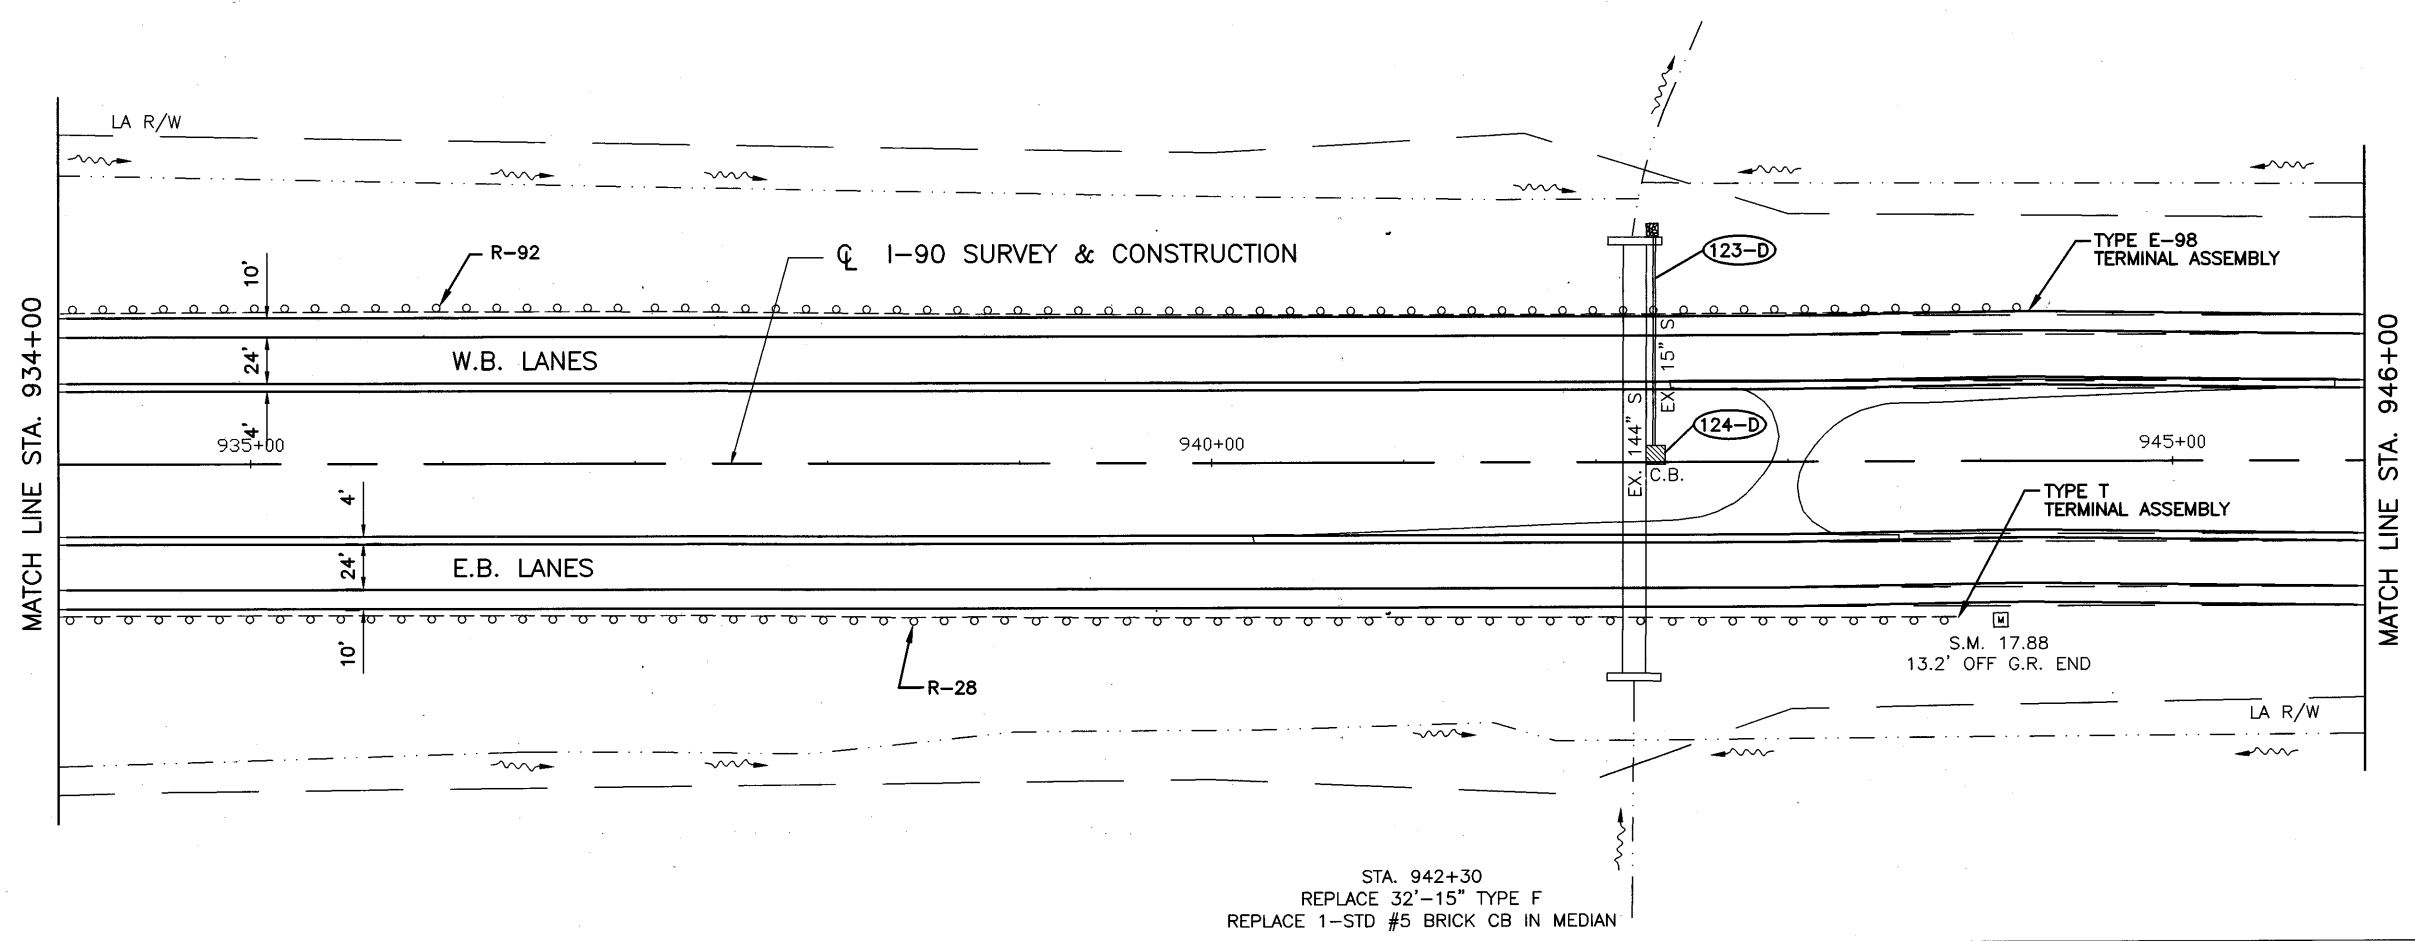 LA R/W
MATCH LINE STA. 934+00
10'
R-92
℄ I-90 SURVEY & CONSTRUCTION
123-D
TYPE E-98
TERMINAL ASSEMBLY
24'
W.B. LANES
EX. 15" S
4'
935+00
940+00
EX. 144" S
124-D
C.B.
945+00
MATCH LINE STA. 946+00
4'
TYPE T
TERMINAL ASSEMBLY
24'
E.B. LANES
10'
R-28
M
S.M. 17.88
13.2' OFF G.R. END
LA R/W
STA. 942+30
REPLACE 32'-15" TYPE F
REPLACE 1-STD #5 BRICK CB IN MEDIAN